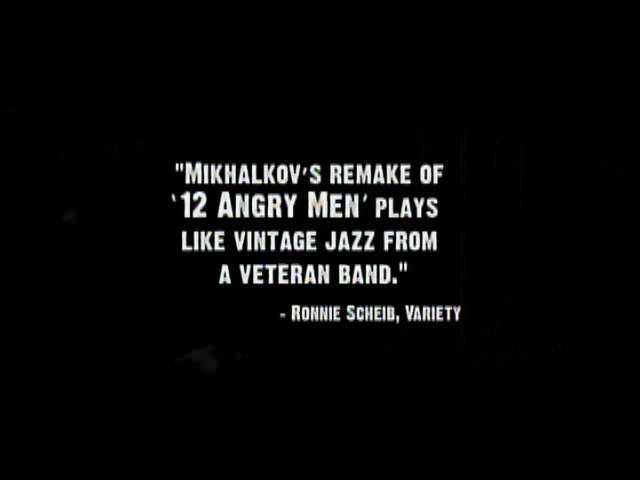 "MIKHALKOV'S REMAKE OF
'12 ANGRY MEN' PLAYS
LIKE VINTAGE JAZZ FROM
A VETERAN BAND."
- RONNIE SCHEIB, VARIETY